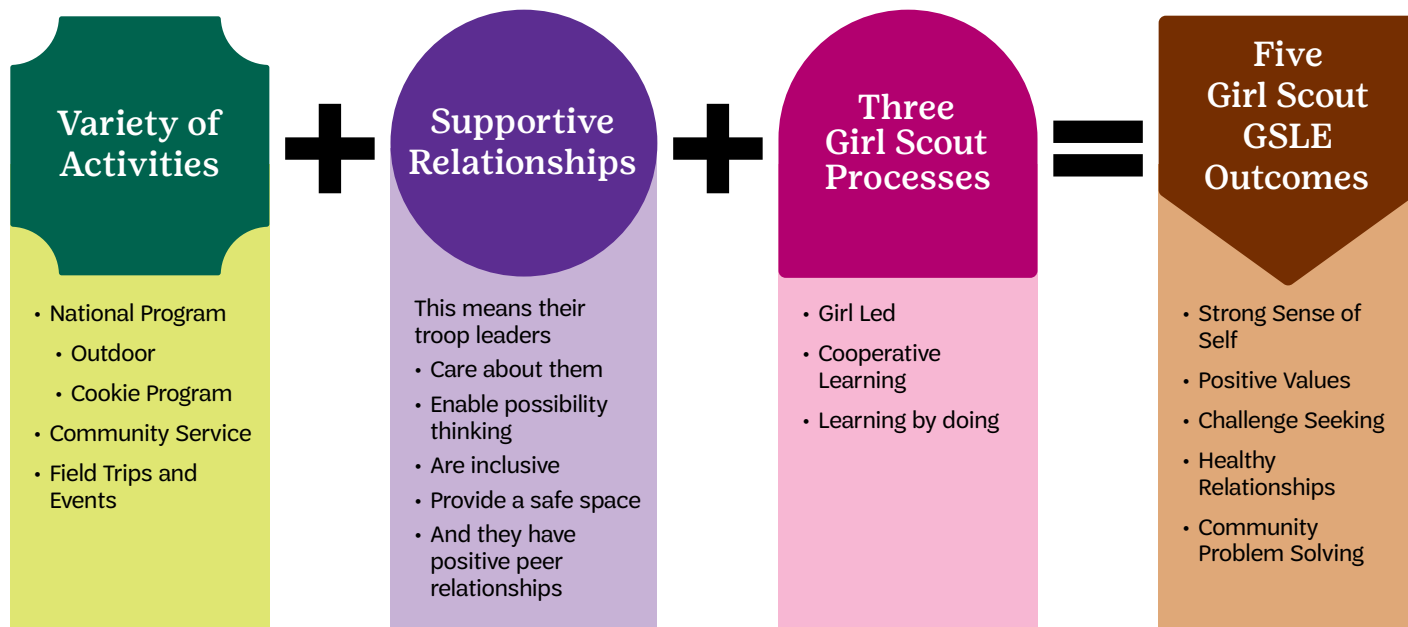 Variety of
Activities
• National Program
• Outdoor
• Cookie Program
• Community Service
• Field Trips and
Events
+
Supportive
Relationships
This means their
troop leaders
• Care about them
• Enable possibility
thinking
• Are inclusive
• Provide a safe space
• And they have
positive peer
relationships
+
Three
Girl Scout
Processes
• Girl Led
• Cooperative
Learning
• Learning by doing
=
Five
Girl Scout
GSLE
Outcomes
• Strong Sense of
Self
• Positive Values
• Challenge Seeking
• Healthy
Relationships
• Community
Problem Solving